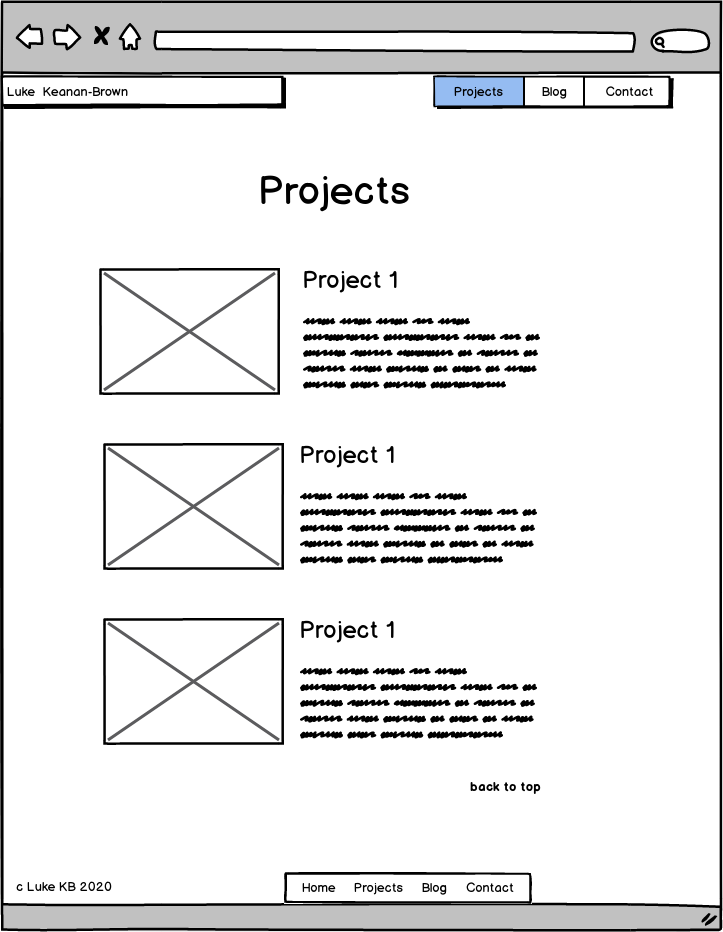 Luke Keanan-Brown
Projects Blog Contact
Projects
Project 1
Project 1
Project 1
back to top
c Luke KB 2020
Home Projects Blog Contact